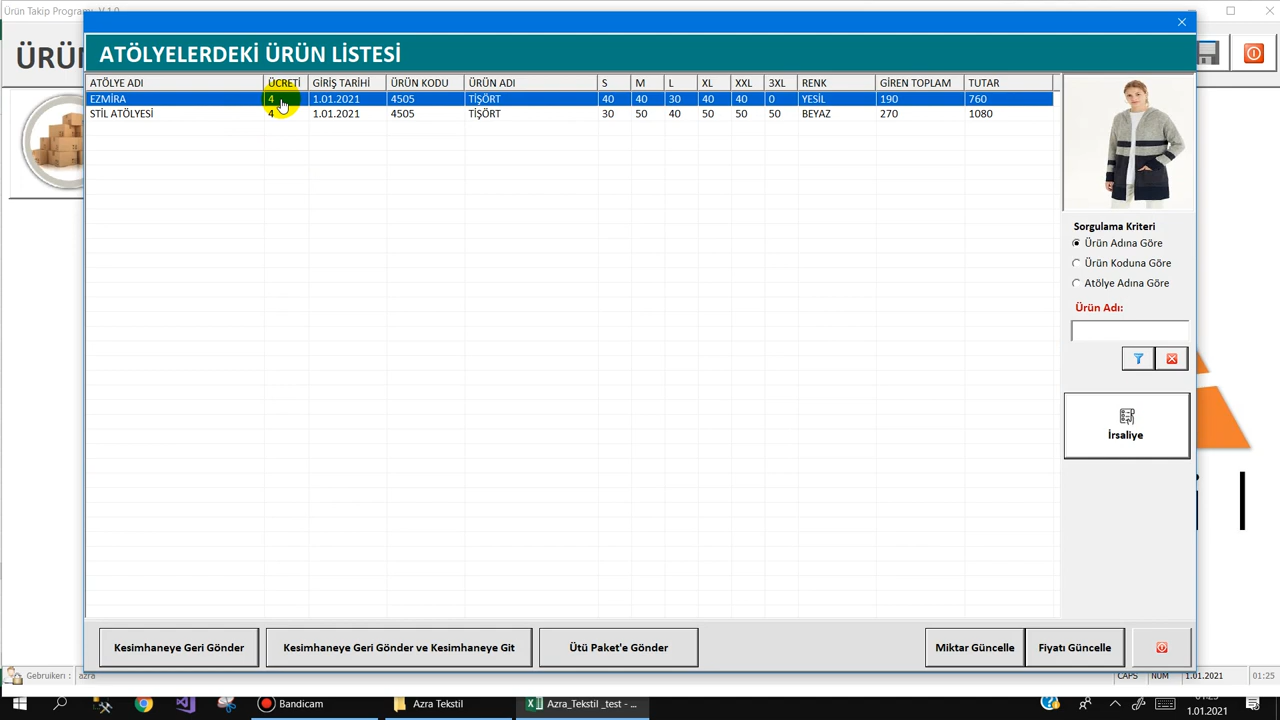 Ürün Takip Programı V.1.0
ÜRÜ
ATÖLYELERDEKİ ÜRÜN LİSTESİ
ATÖLYE ADI ÜCRETİ GİRİŞ TARİHİ ÜRÜN KODU ÜRÜN ADI S M L XL XXL 3XL RENK GİREN TOPLAM TUTAR
EZMİRA 4 1.01.2021 4505 TİŞÖRT 40 40 30 40 40 0 YEŞİL 190 760
STİL ATÖLYESİ 4 1.01.2021 4505 TİŞÖRT 30 50 40 50 50 50 BEYAZ 270 1080
Sorgulama Kriteri
Ürün Adına Göre
Ürün Koduna Göre
Atölye Adına Göre
Ürün Adı:
İrsaliye
Kesimhaneye Geri Gönder
Kesimhaneye Geri Gönder ve Kesimhaneye Git
Ütü Paket'e Gönder
Miktar Güncelle
Fiyatı Güncelle
Gebruikerı : azra
CAPS NUM 1.01.2021 01:25
Bandicam
Azra Tekstil
Azra_Tekstil _test - ...
1.01.2021